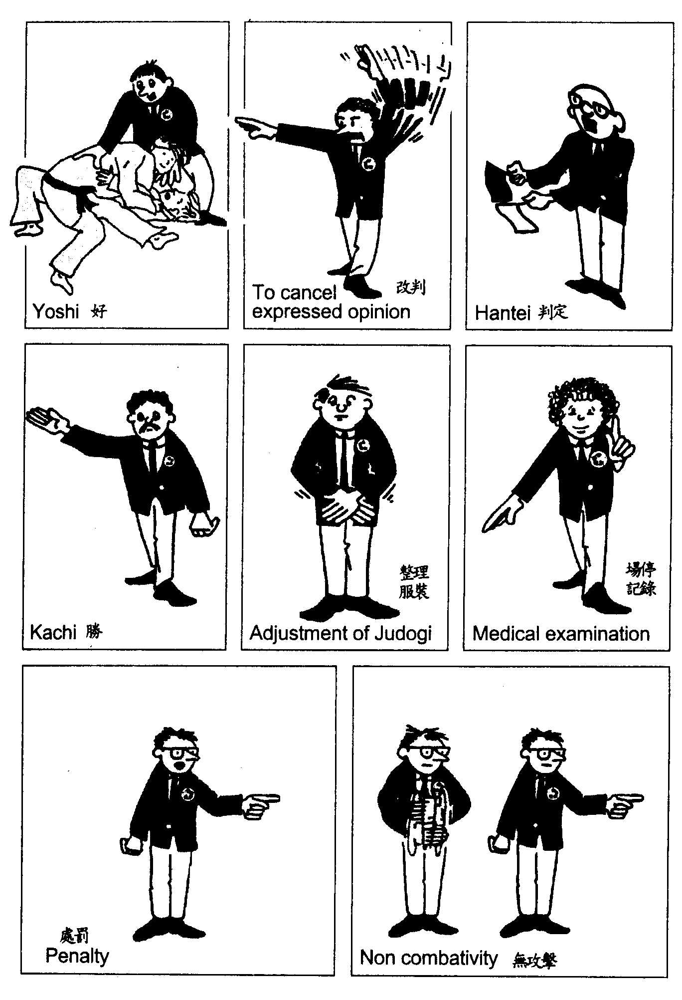 Yoshi 好
To cancel
expressed opinion
改判
Hantei 判定
Kachi 勝
整理
服裝
Adjustment of Judogi
場停
記錄
Medical examination
處罰
Penalty
Non combativity 無攻擊